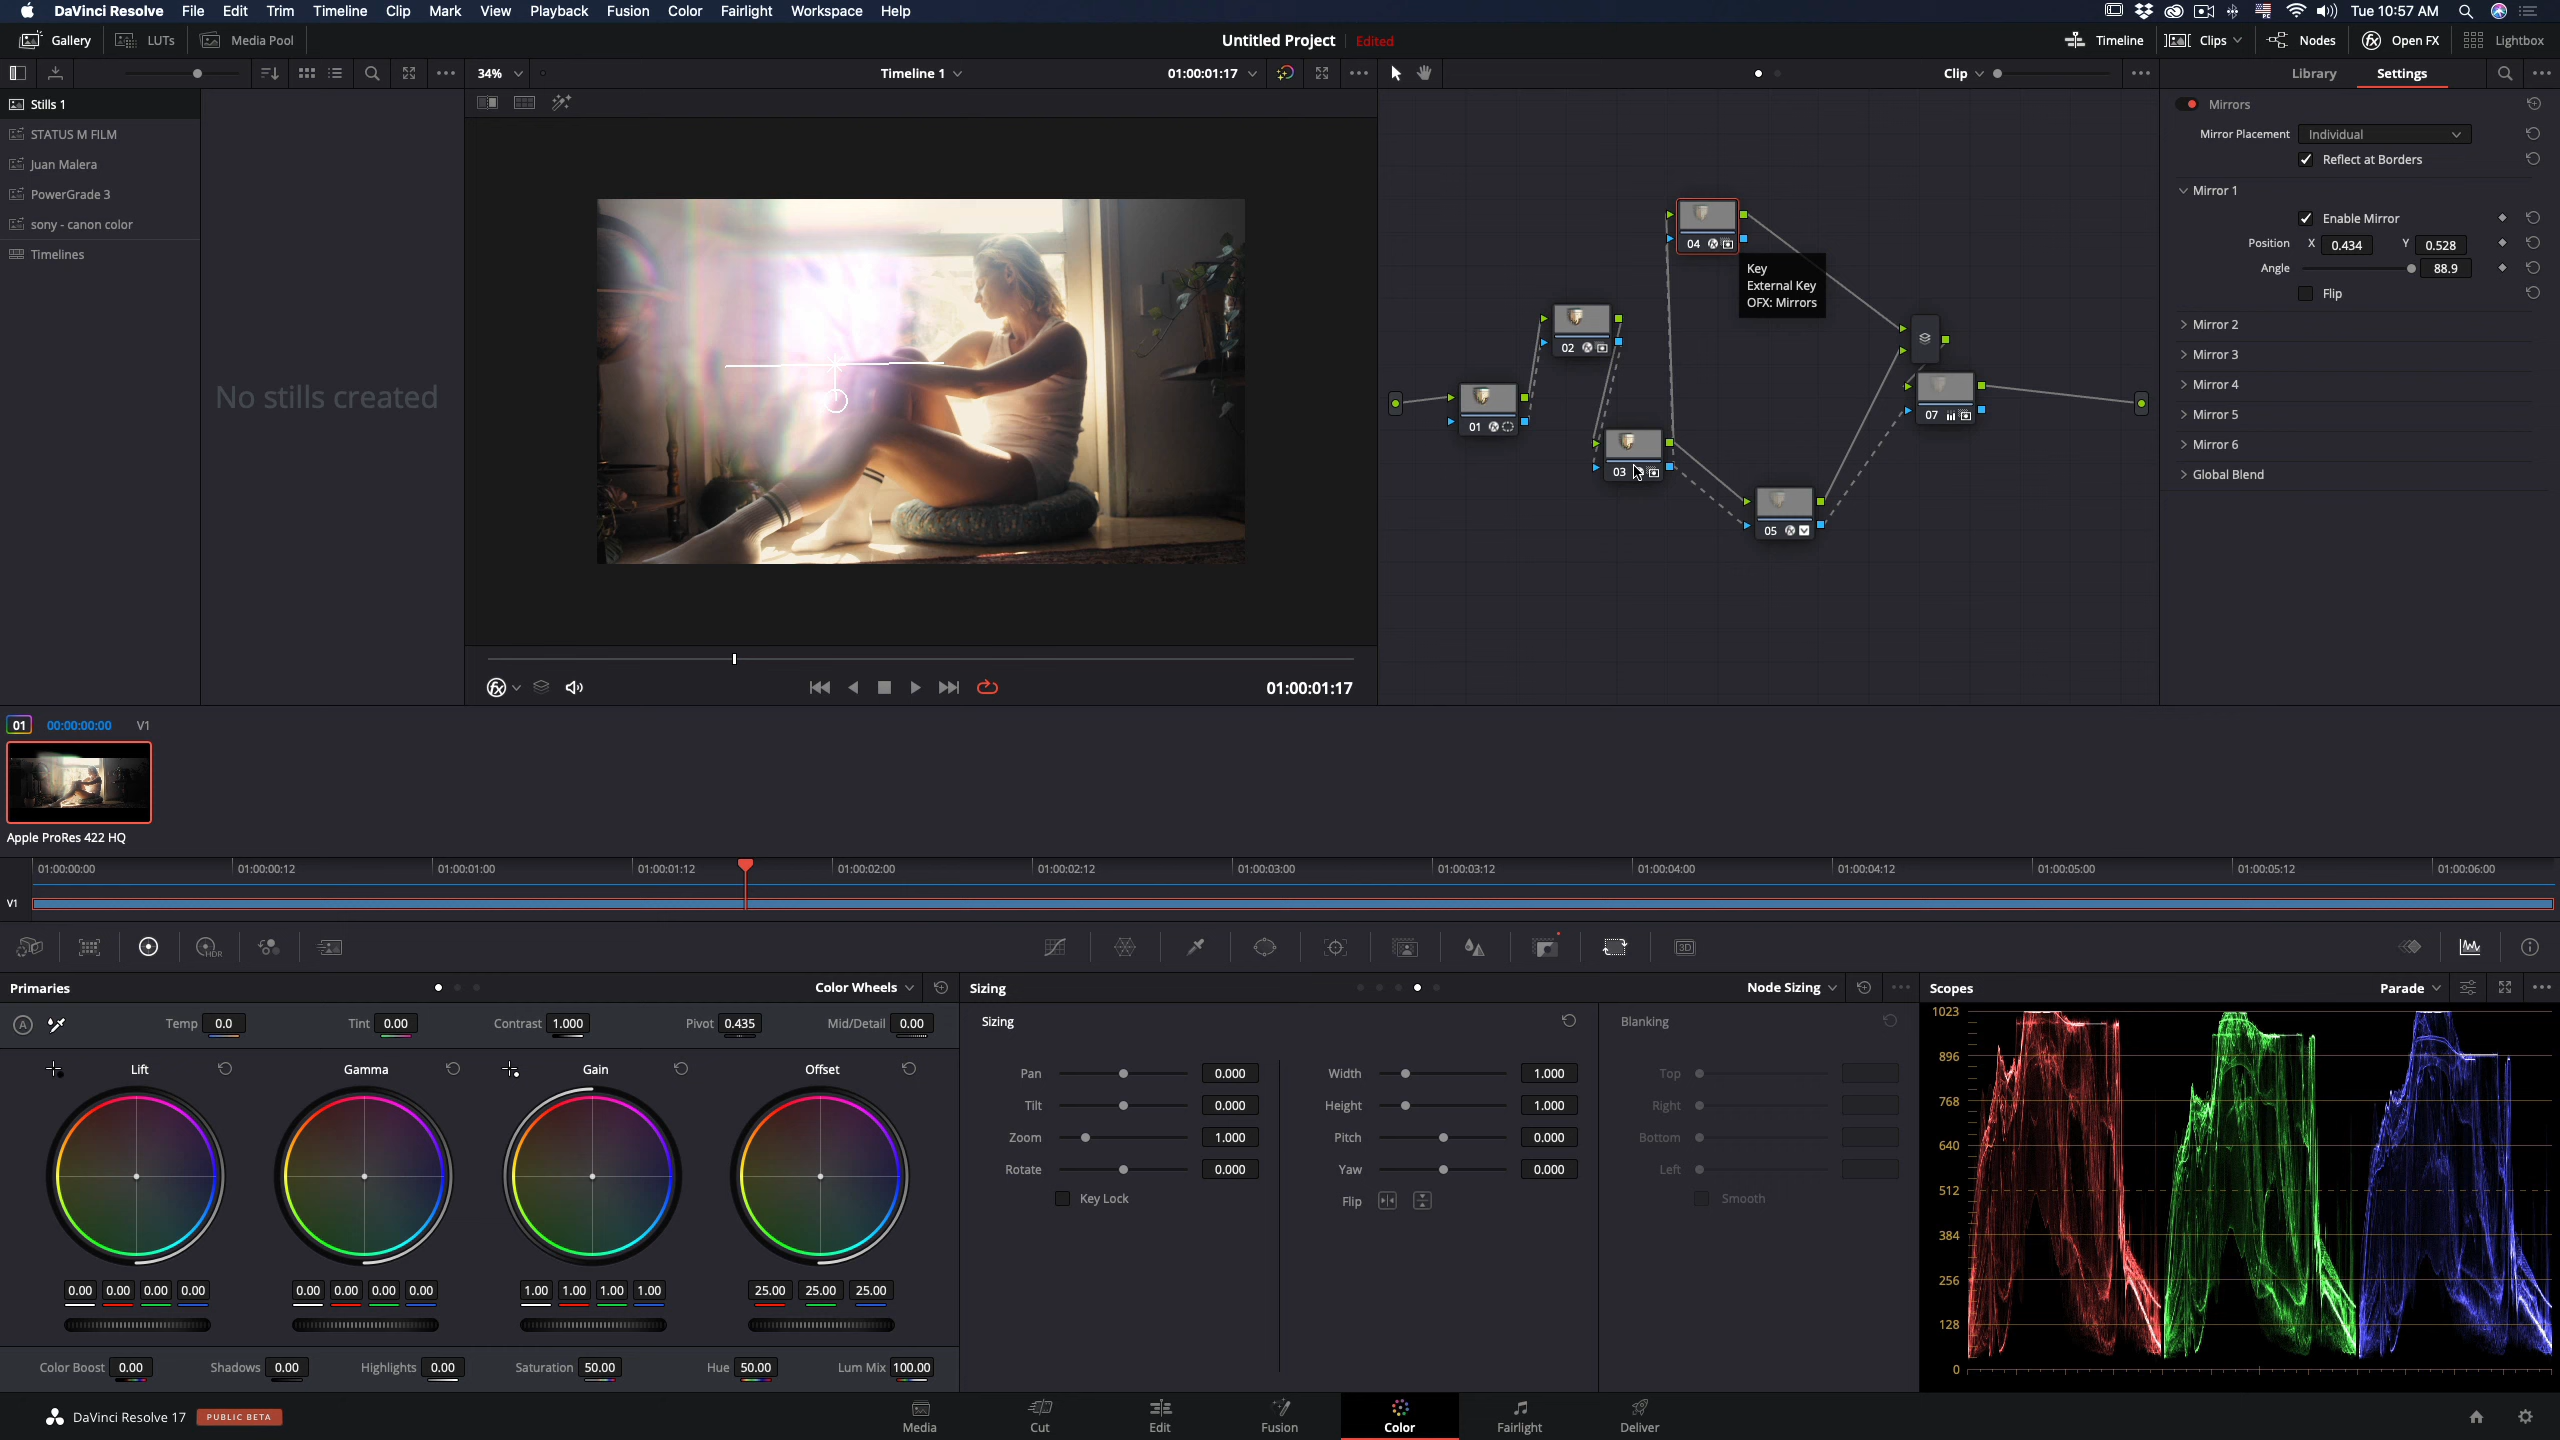 DaVinci Resolve File Edit Trim Timeline Clip Mark View Playback Fusion Color Fairlight Workspace Help Tue 10:57 AM
Gallery LUTs Media Pool Untitled Project Edited Timeline Clips Nodes Open FX Lightbox
34% Timeline 1 01:00:01:17 Clip Library Settings
Stills 1
STATUS M FILM
Juan Malera
PowerGrade 3
sony - canon color
Timelines
No stills created
04
Key
External Key
OFX: Mirrors
02
01
03
05
07
Mirrors
Mirror Placement Individual
Reflect at Borders
Mirror 1
Enable Mirror
Position X 0.434 Y 0.528
Angle 88.9
Flip
Mirror 2
Mirror 3
Mirror 4
Mirror 5
Mirror 6
Global Blend
01:00:01:17
01 00:00:00:00 V1
Apple ProRes 422 HQ
01:00:00:00 01:00:00:12 01:00:01:00 01:00:01:12 01:00:02:00 01:00:02:12 01:00:03:00 01:00:03:12 01:00:04:00 01:00:04:12 01:00:05:00 01:00:05:12 01:00:06:00
V1
HDR 3D
Primaries Color Wheels Sizing Node Sizing Scopes Parade
A Temp 0.0 Tint 0.00 Contrast 1.000 Pivot 0.435 Mid/Detail 0.00
Lift Gamma Gain Offset
0.00 0.00 0.00 0.00 0.00 0.00 0.00 0.00 1.00 1.00 1.00 1.00 25.00 25.00 25.00
Color Boost 0.00 Shadows 0.00 Highlights 0.00 Saturation 50.00 Hue 50.00 Lum Mix 100.00
Sizing Blanking
Pan 0.000 Width 1.000 Top
Tilt 0.000 Height 1.000 Right
Zoom 1.000 Pitch 0.000 Bottom
Rotate 0.000 Yaw 0.000 Left
Key Lock Flip Smooth
1023
896
768
640
512
384
256
128
0
DaVinci Resolve 17 PUBLIC BETA Media Cut Edit Fusion Color Fairlight Deliver